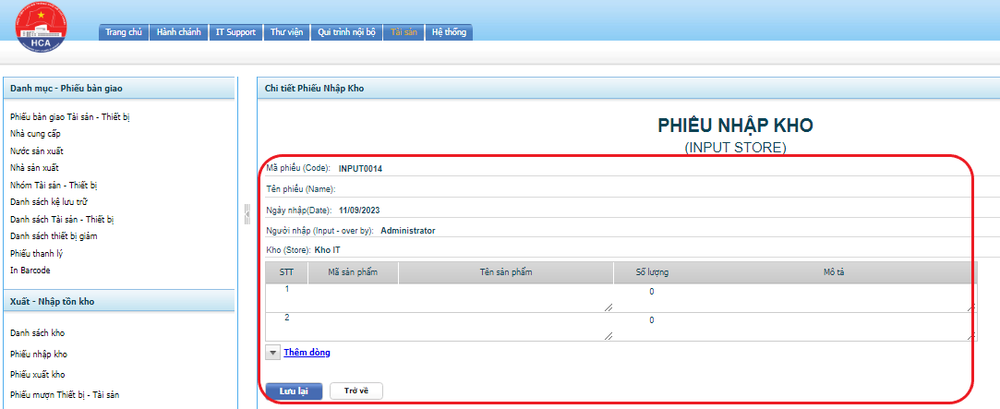 HCA
Trang chủ Hành chánh IT Support Thư viện Qui trình nội bộ Tài sản Hệ thống
Danh mục - Phiếu bàn giao
Phiếu bàn giao Tài sản - Thiết bị
Nhà cung cấp
Nước sản xuất
Nhà sản xuất
Nhóm Tài sản - Thiết bị
Danh sách kệ lưu trữ
Danh sách Tài sản - Thiết bị
Danh sách thiết bị giảm
Phiếu thanh lý
In Barcode
Xuất - Nhập tồn kho
Danh sách kho
Phiếu nhập kho
Phiếu xuất kho
Phiếu mượn Thiết bị - Tài sản
Chi tiết Phiếu Nhập Kho
PHIẾU NHẬP KHO
(INPUT STORE)
Mã phiếu (Code): INPUT0014
Tên phiếu (Name):
Ngày nhập(Date): 11/09/2023
Người nhập (Input - over by): Administrator
Kho (Store): Kho IT
STT Mã sản phẩm Tên sản phẩm Số lượng Mô tả
1 0
2 0
Thêm dòng
Lưu lại Trở về